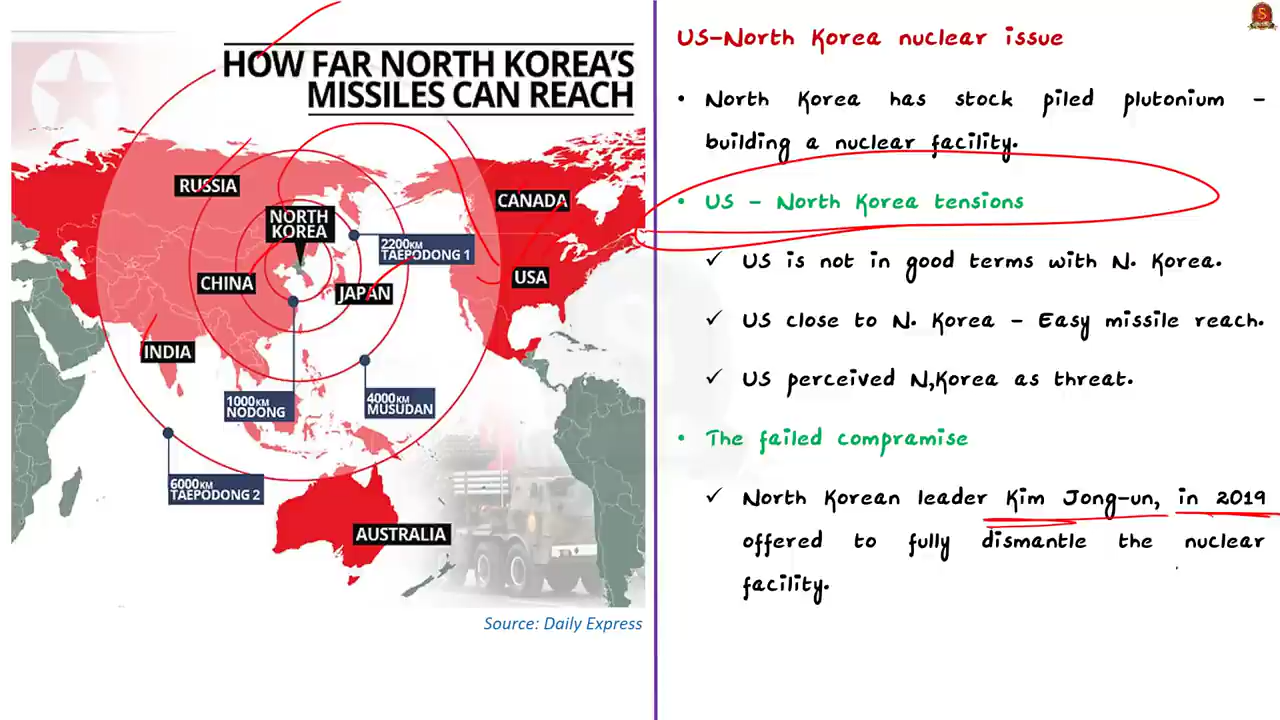 HOW FAR NORTH KOREA'S
MISSILES CAN REACH
RUSSIA
CANADA
NORTH
KOREA
2200KM
TAEPODONG 1
USA
CHINA
JAPAN
INDIA
1000KM
NODONG
4000KM
MUSUDAN
6000KM
TAEPODONG 2
AUSTRALIA
Source: Daily Express
US-North Korea nuclear issue
• North Korea has stock piled plutonium –
building a nuclear facility.
• US – North Korea tensions
✓ US is not in good terms with N. Korea.
✓ US close to N. Korea – Easy missile reach.
✓ US perceived N,Korea as threat.
• The failed compromise
✓ North Korean leader Kim Jong-un, in 2019
offered to fully dismantle the nuclear
facility.